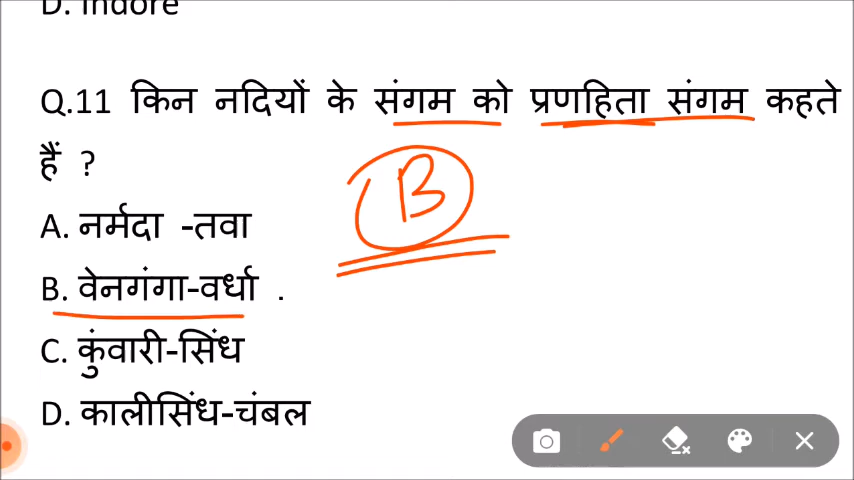 D. Indore
Q.11 किन नदियों के संगम को प्रणहिता संगम कहते
हैं ?
B
A. नर्मदा -तवा
B. वेनगंगा-वर्धा .
C. कुंवारी-सिंध
D. कालीसिंध-चंबल